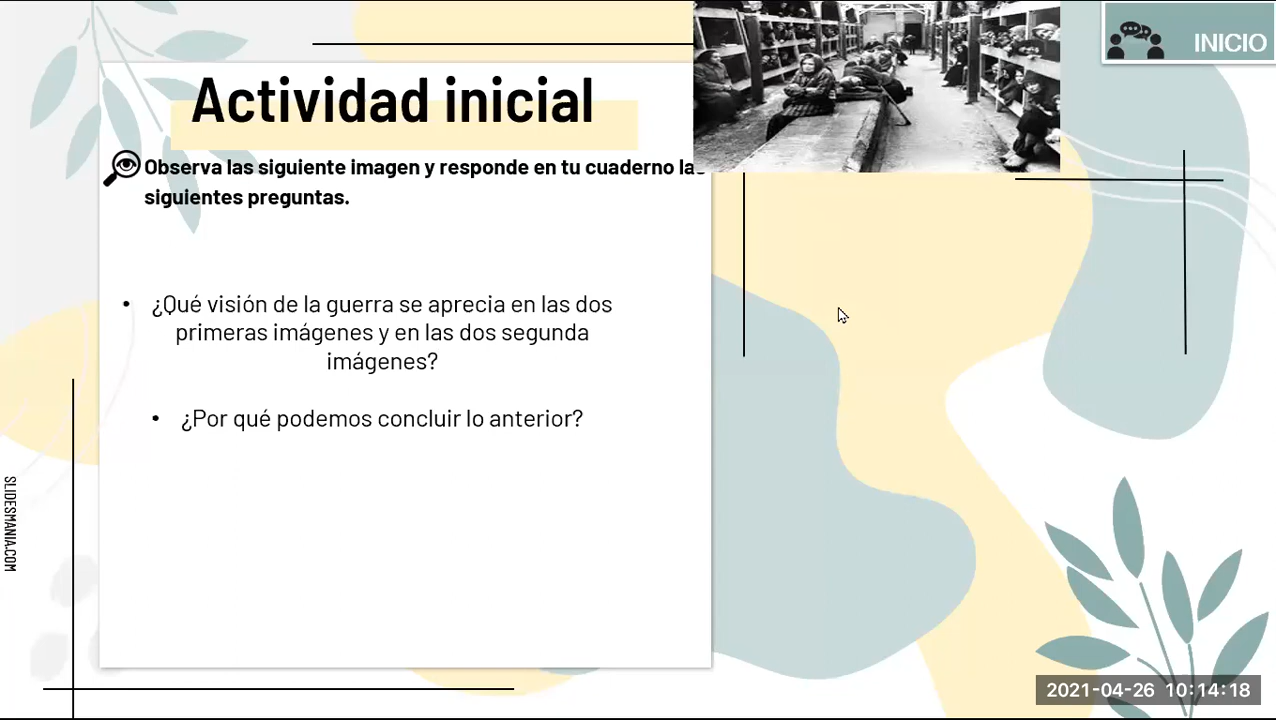 INICIO
Actividad inicial
Observa las siguiente imagen y responde en tu cuaderno las
siguientes preguntas.
• ¿Qué visión de la guerra se aprecia en las dos
primeras imágenes y en las dos segunda
imágenes?
• ¿Por qué podemos concluir lo anterior?
SLIDESMANIA.COM
2021-04-26 10:14:18